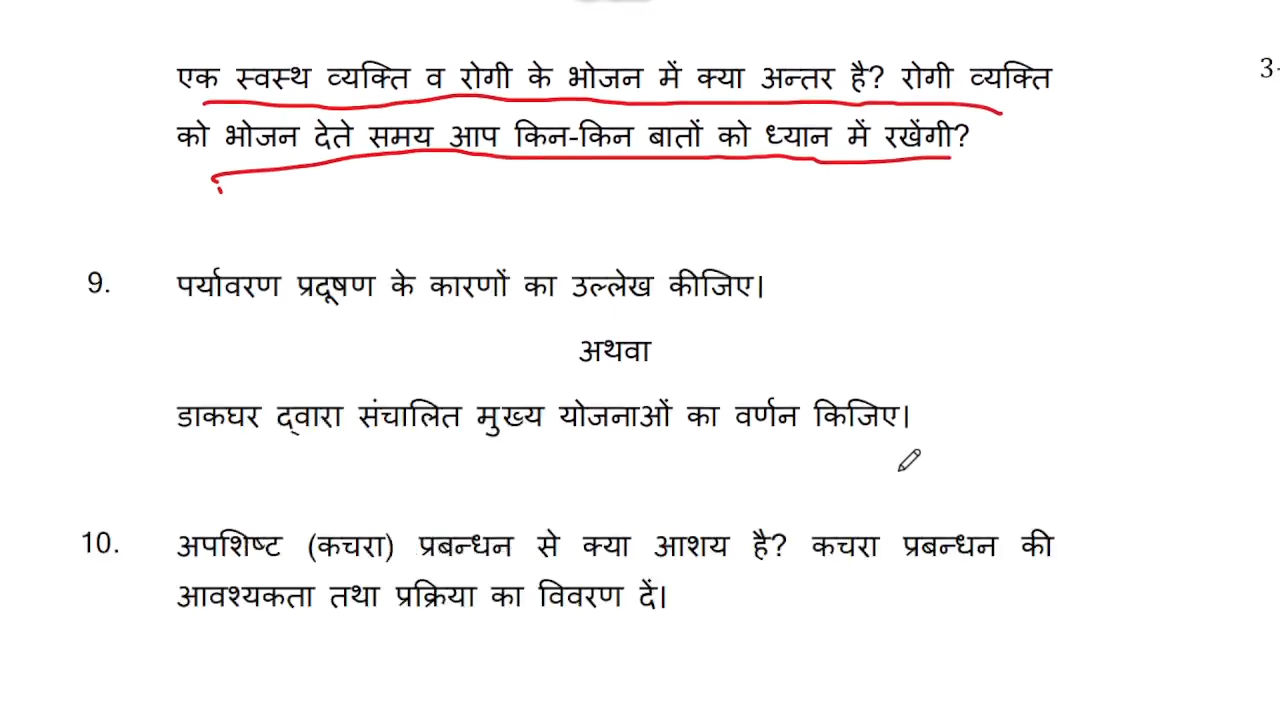 एक स्वस्थ व्यक्ति व रोगी के भोजन में क्या अन्तर है? रोगी व्यक्ति
3-
को भोजन देते समय आप किन-किन बातों को ध्यान में रखेंगी?
9. पर्यावरण प्रदूषण के कारणों का उल्लेख कीजिए।
अथवा
डाकघर द्वारा संचालित मुख्य योजनाओं का वर्णन किजिए।
10. अपशिष्ट (कचरा) प्रबन्धन से क्या आशय है? कचरा प्रबन्धन की
आवश्यकता तथा प्रक्रिया का विवरण दें।